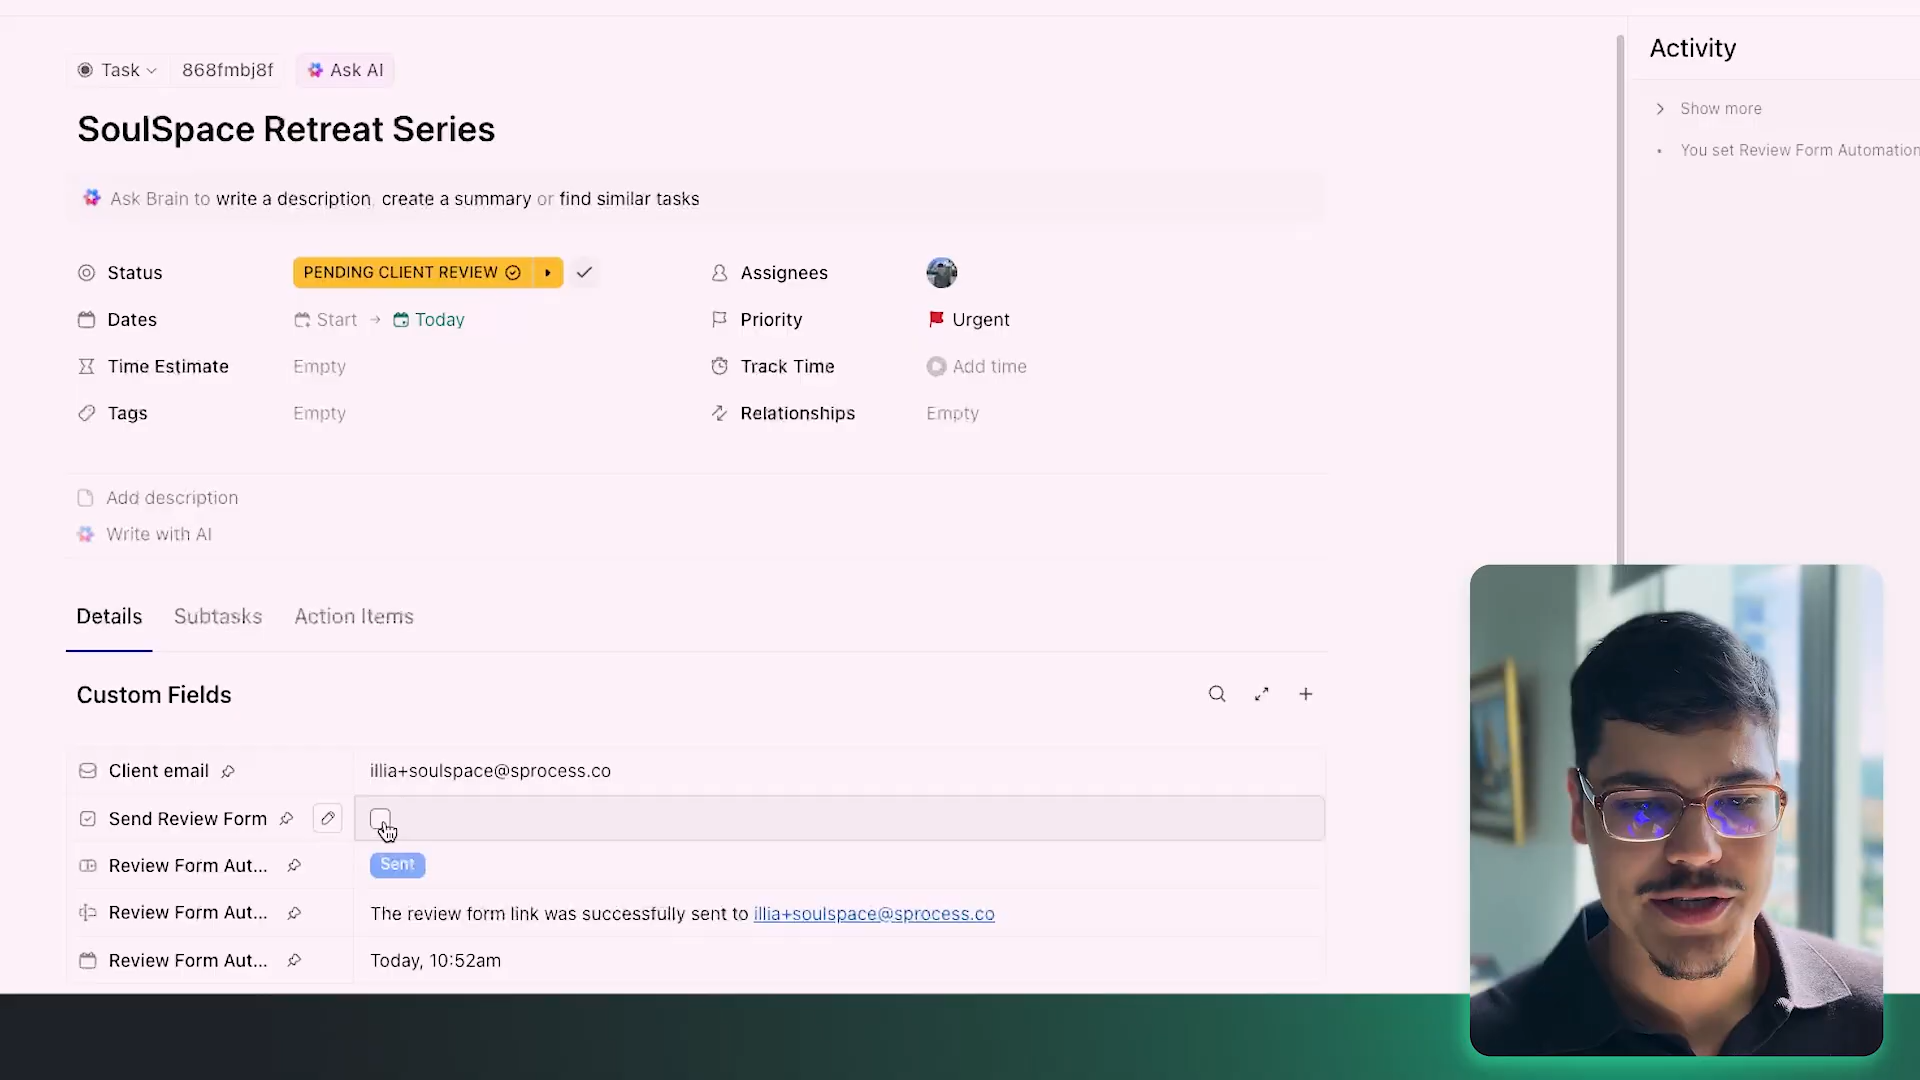 Activity
Task
868fmbj8f
Ask AI
Show more
SoulSpace Retreat Series
You set Review Form Automation
Ask Brain to write a description, create a summary or find similar tasks
Status
PENDING CLIENT REVIEW
Assignees
Dates
Start
Today
Priority
Urgent
Time Estimate
Empty
Track Time
Add time
Tags
Empty
Relationships
Empty
Add description
Write with AI
Details
Subtasks
Action Items
Custom Fields
Client email
illia+soulspace@sprocess.co
Send Review Form
Review Form Aut...
Sent
Review Form Aut...
The review form link was successfully sent to illia+soulspace@sprocess.co
Review Form Aut...
Today, 10:52am